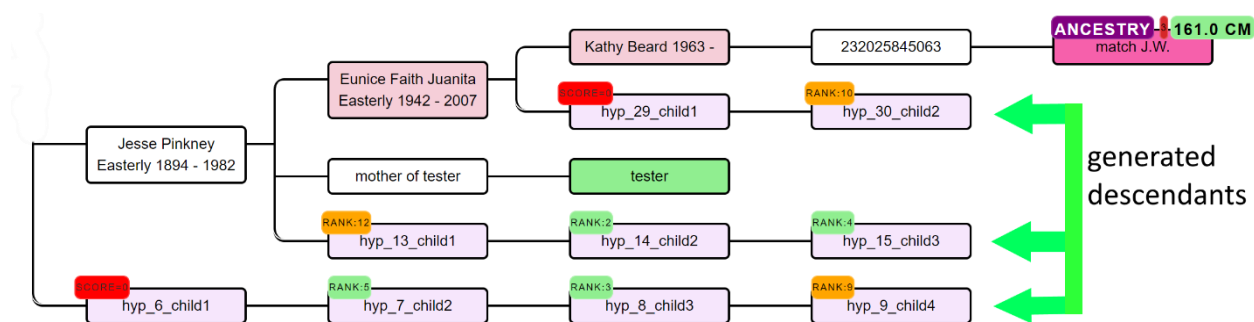 ANCESTRY 161.0 CM
Kathy Beard 1963 -
232025845063
match J.W.
Eunice Faith Juanita
Easterly 1942 - 2007
SCORE=0
RANK:10
hyp_29_child1
hyp_30_child2
Jesse Pinkney
Easterly 1894 - 1982
generated
descendants
mother of tester
tester
RANK:12
RANK:2
RANK:4
hyp_13_child1
hyp_14_child2
hyp_15_child3
SCORE=0
RANK:5
RANK:3
RANK:9
hyp_6_child1
hyp_7_child2
hyp_8_child3
hyp_9_child4